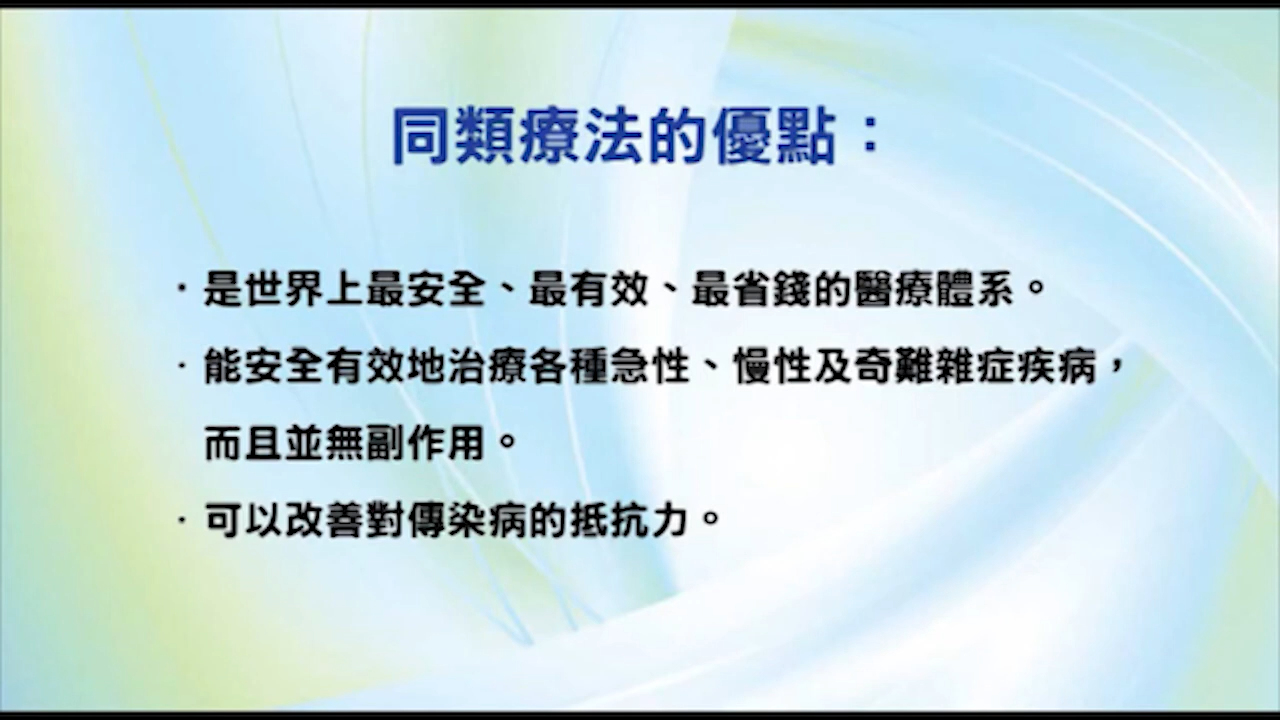 同類療法的優點：
·是世界上最安全、最有效、最省錢的醫療體系。
·能安全有效地治療各種急性、慢性及奇難雜症疾病，
而且並無副作用。
·可以改善對傳染病的抵抗力。